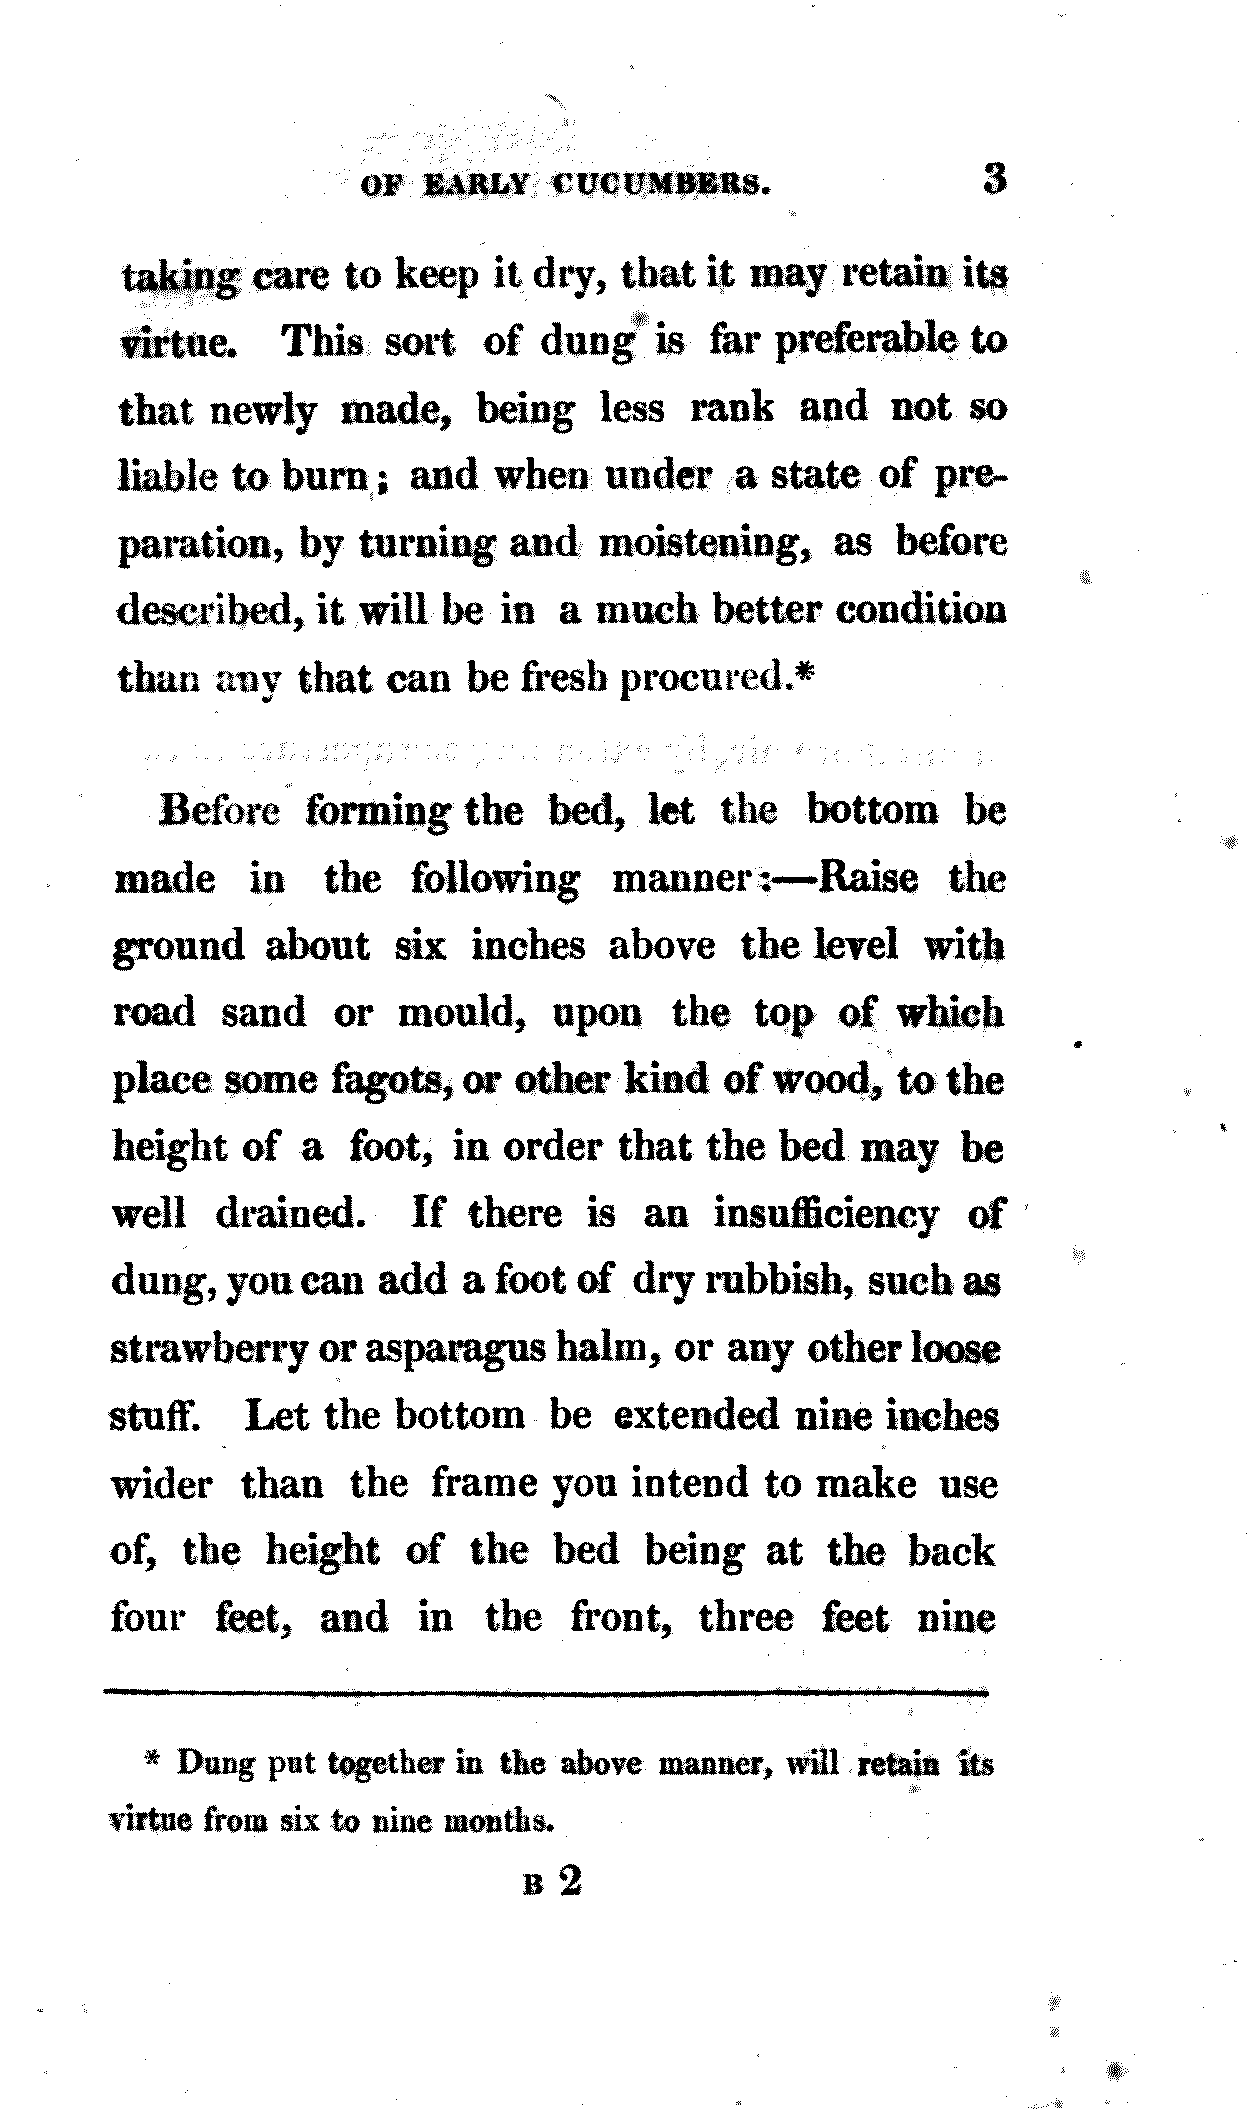 OF EARLY CUCUMBERS. 3
taking care to keep it dry, that it may retain its
virtue. This sort of dung is far preferable to
that newly made, being less rank and not so
liable to burn; and when under a state of pre-
paration, by turning and moistening, as before
described, it will be in a much better condition
than any that can be fresh procured.*
Before forming the bed, let the bottom be
made in the following manner:—Raise the
ground about six inches above the level with
road sand or mould, upon the top of which
place some fagots, or other kind of wood, to the
height of a foot, in order that the bed may be
well drained. If there is an insufficiency of
dung, you can add a foot of dry rubbish, such as
strawberry or asparagus halm, or any other loose
stuff. Let the bottom be extended nine inches
wider than the frame you intend to make use
of, the height of the bed being at the back
four feet, and in the front, three feet nine
* Dung put together in the above manner, will retain its
virtue from six to nine months.
B 2